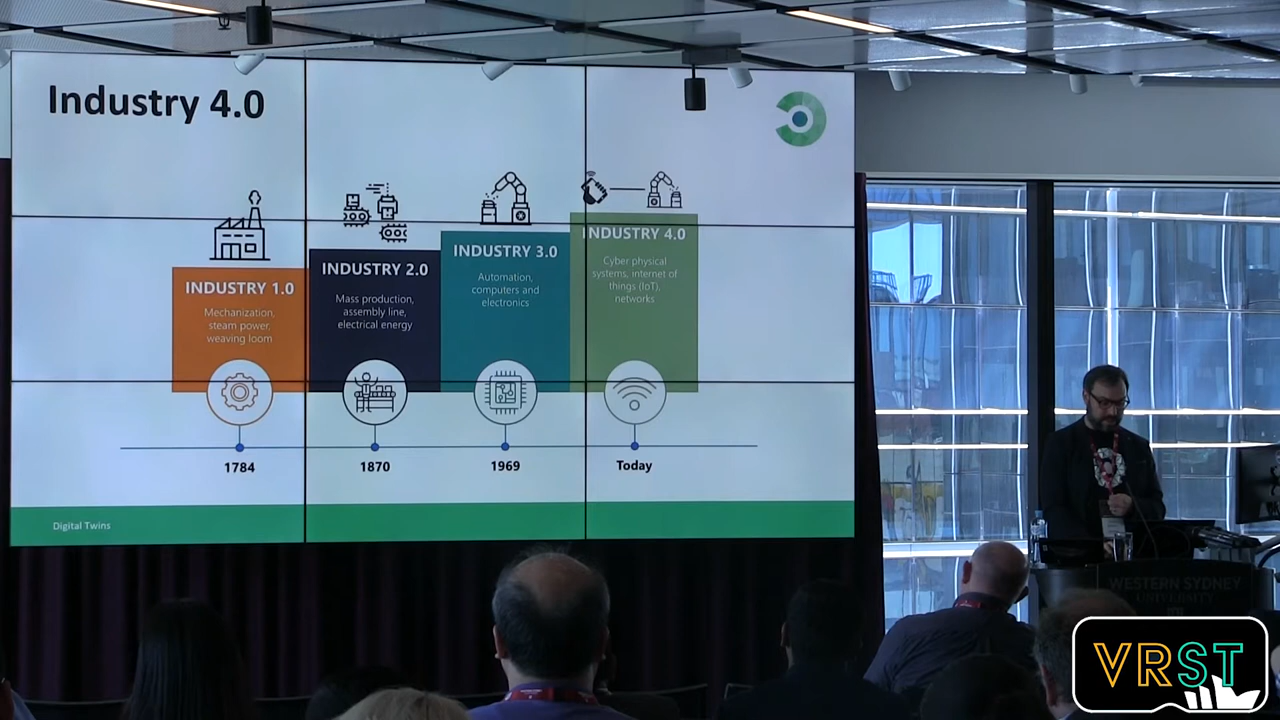 Industry 4.0
INDUSTRY 1.0
Mechanization,
steam power,
weaving loom
INDUSTRY 2.0
Mass production,
assembly line,
electrical energy
INDUSTRY 3.0
Automation,
computers and
electronics
INDUSTRY 4.0
Cyber physical
systems, internet of
things (IoT),
networks
1784
1870
1969
Today
Digital Twins
WESTERN SYDNEY
UNIVERSITY
VRST